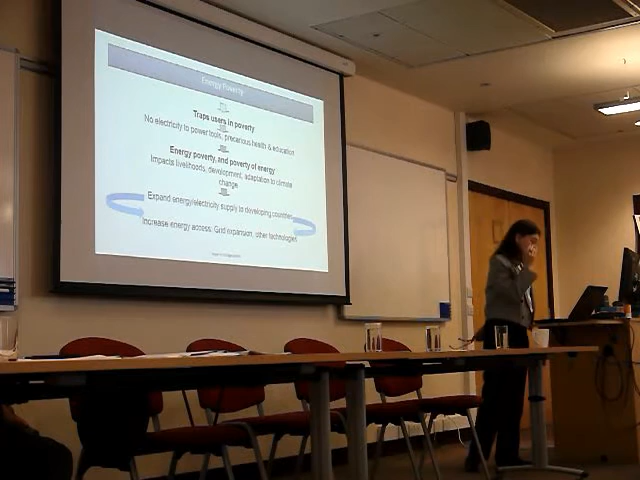 Energy Poverty
Traps users in poverty
No electricity to power tools, precarious health & education
Energy poverty, and poverty of energy
Impacts livelihoods, development, adaptation to climate
change
Expand energy/electricity supply to developing countries
Increase energy access: Grid expansion, other technologies